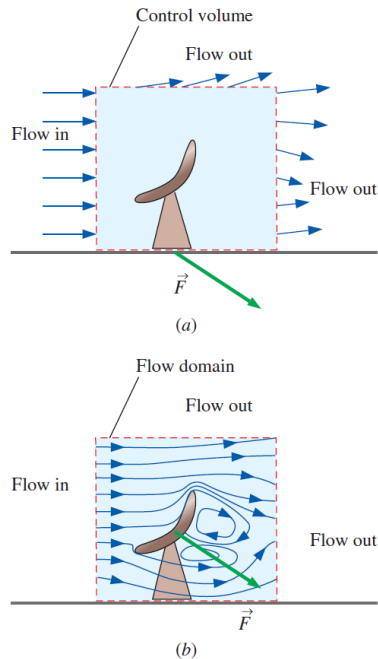 Control volume
Flow out
Flow in
Flow out
F
(a)
Flow domain
Flow out
Flow in
Flow out
F
(b)